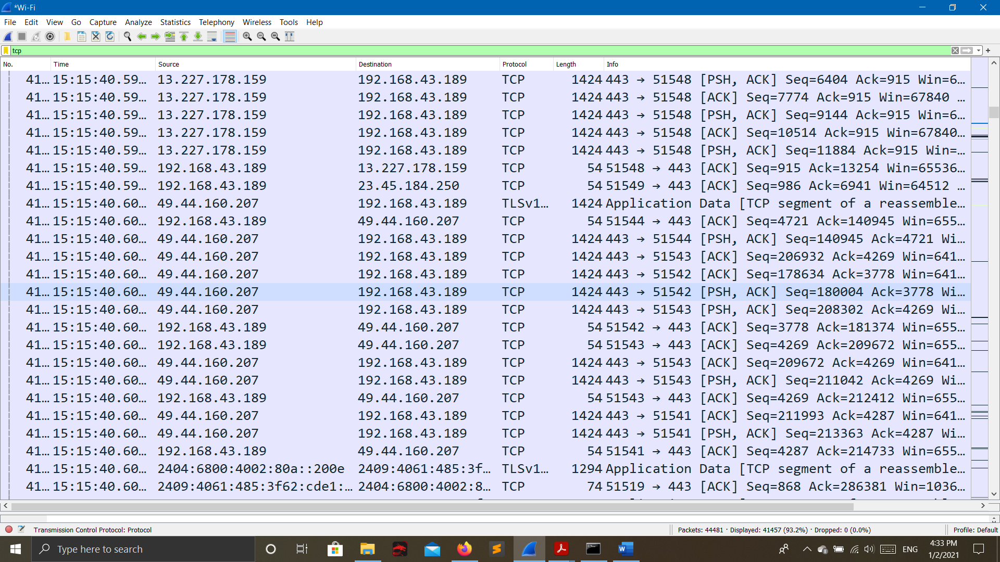 *Wi-Fi
File Edit View Go Capture Analyze Statistics Telephony Wireless Tools Help
tcp
No. Time Source Destination Protocol Length Info
41… 15:15:40.59… 13.227.178.159 192.168.43.189 TCP 1424 443 → 51548 [PSH, ACK] Seq=6404 Ack=915 Win=6…
41… 15:15:40.59… 13.227.178.159 192.168.43.189 TCP 1424 443 → 51548 [ACK] Seq=7774 Ack=915 Win=67840 …
41… 15:15:40.59… 13.227.178.159 192.168.43.189 TCP 1424 443 → 51548 [PSH, ACK] Seq=9144 Ack=915 Win=6…
41… 15:15:40.59… 13.227.178.159 192.168.43.189 TCP 1424 443 → 51548 [ACK] Seq=10514 Ack=915 Win=67840…
41… 15:15:40.59… 13.227.178.159 192.168.43.189 TCP 1424 443 → 51548 [PSH, ACK] Seq=11884 Ack=915 Win=…
41… 15:15:40.59… 192.168.43.189 13.227.178.159 TCP 54 51548 → 443 [ACK] Seq=915 Ack=13254 Win=65536…
41… 15:15:40.59… 192.168.43.189 23.45.184.250 TCP 54 51549 → 443 [ACK] Seq=986 Ack=6941 Win=64512 …
41… 15:15:40.60… 49.44.160.207 192.168.43.189 TLSv1… 1424 Application Data [TCP segment of a reassemble…
41… 15:15:40.60… 192.168.43.189 49.44.160.207 TCP 54 51544 → 443 [ACK] Seq=4721 Ack=140945 Win=655…
41… 15:15:40.60… 49.44.160.207 192.168.43.189 TCP 1424 443 → 51544 [PSH, ACK] Seq=140945 Ack=4721 Wi…
41… 15:15:40.60… 49.44.160.207 192.168.43.189 TCP 1424 443 → 51543 [ACK] Seq=206932 Ack=4269 Win=641…
41… 15:15:40.60… 49.44.160.207 192.168.43.189 TCP 1424 443 → 51542 [ACK] Seq=178634 Ack=3778 Win=641…
41… 15:15:40.60… 49.44.160.207 192.168.43.189 TCP 1424 443 → 51542 [PSH, ACK] Seq=180004 Ack=3778 Wi…
41… 15:15:40.60… 49.44.160.207 192.168.43.189 TCP 1424 443 → 51543 [PSH, ACK] Seq=208302 Ack=4269 Wi…
41… 15:15:40.60… 192.168.43.189 49.44.160.207 TCP 54 51542 → 443 [ACK] Seq=3778 Ack=181374 Win=655…
41… 15:15:40.60… 192.168.43.189 49.44.160.207 TCP 54 51543 → 443 [ACK] Seq=4269 Ack=209672 Win=655…
41… 15:15:40.60… 49.44.160.207 192.168.43.189 TCP 1424 443 → 51543 [ACK] Seq=209672 Ack=4269 Win=641…
41… 15:15:40.60… 49.44.160.207 192.168.43.189 TCP 1424 443 → 51543 [PSH, ACK] Seq=211042 Ack=4269 Wi…
41… 15:15:40.60… 192.168.43.189 49.44.160.207 TCP 54 51543 → 443 [ACK] Seq=4269 Ack=212412 Win=655…
41… 15:15:40.60… 49.44.160.207 192.168.43.189 TCP 1424 443 → 51541 [ACK] Seq=211993 Ack=4287 Win=641…
41… 15:15:40.60… 49.44.160.207 192.168.43.189 TCP 1424 443 → 51541 [PSH, ACK] Seq=213363 Ack=4287 Wi…
41… 15:15:40.60… 192.168.43.189 49.44.160.207 TCP 54 51541 → 443 [ACK] Seq=4287 Ack=214733 Win=655…
41… 15:15:40.60… 2404:6800:4002:80a::200e 2409:4061:485:3f… TLSv1… 1294 Application Data [TCP segment of a reassemble…
41… 15:15:40.60… 2409:4061:485:3f62:cde1:… 2404:6800:4002:8… TCP 74 51519 → 443 [ACK] Seq=868 Ack=286381 Win=1036…
Transmission Control Protocol: Protocol Packets: 44481 · Displayed: 41457 (93.2%) · Dropped: 0 (0.0%) Profile: Default
Type here to search ENG 4:33 PM
1/2/2021